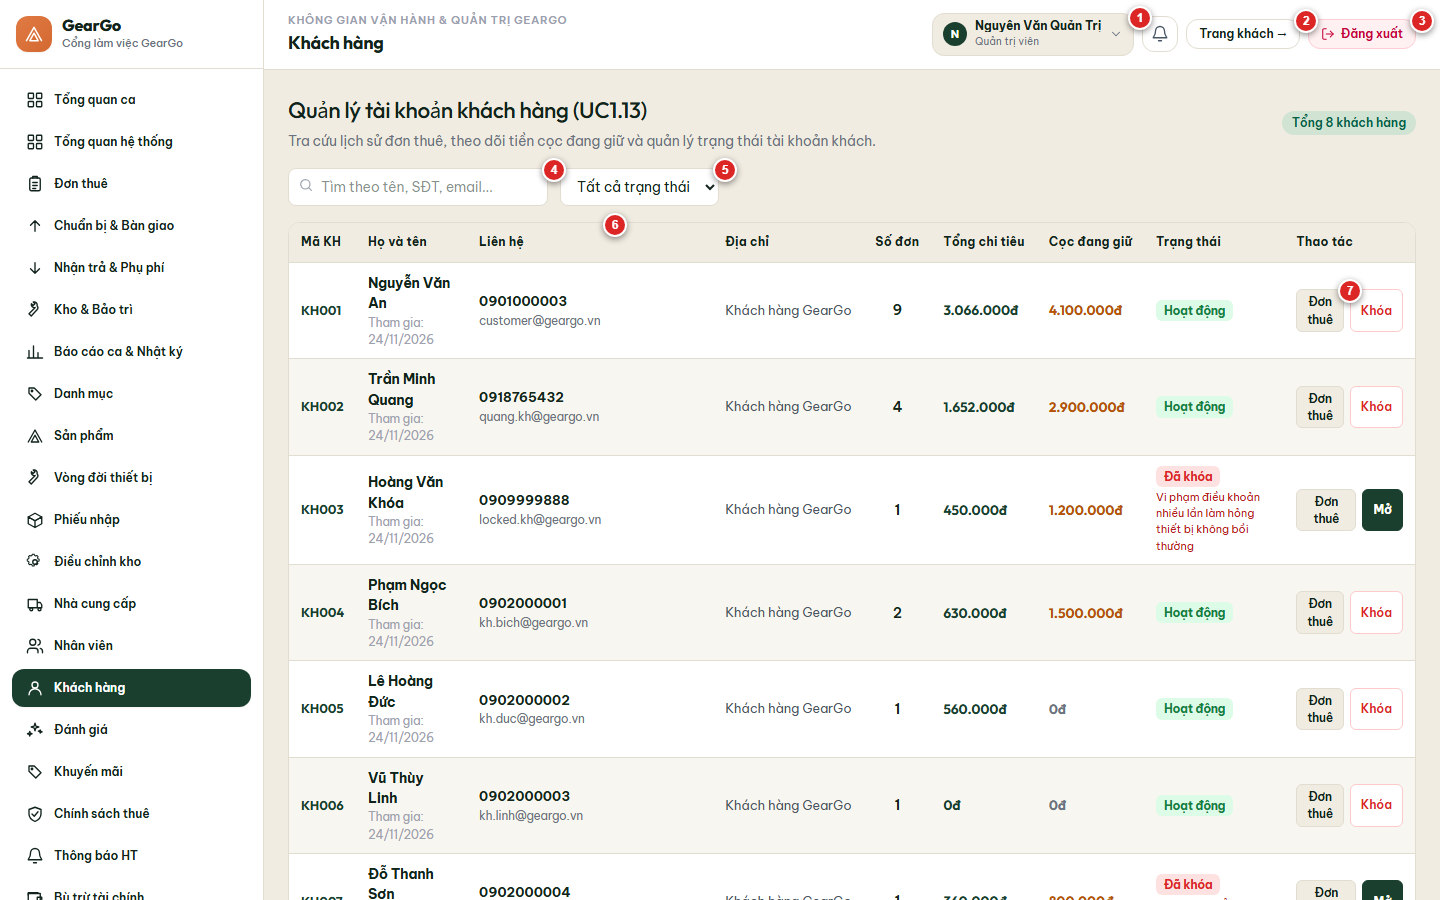 GearGo
Cổng làm việc GearGo
KHÔNG GIAN VẬN HÀNH & QUẢN TRỊ GEARGO
Khách hàng
N
Nguyễn Văn Quản Trị
Quản trị viên
1
Trang khách →
2
Đăng xuất
3
Tổng quan ca
Tổng quan hệ thống
Đơn thuê
Chuẩn bị & Bàn giao
Nhận trả & Phụ phí
Kho & Bảo trì
Báo cáo ca & Nhật ký
Danh mục
Sản phẩm
Vòng đời thiết bị
Phiếu nhập
Điều chỉnh kho
Nhà cung cấp
Nhân viên
Khách hàng
Đánh giá
Khuyến mãi
Chính sách thuê
Thông báo HT
Bù trừ tài chính
Quản lý tài khoản khách hàng (UC1.13)
Tra cứu lịch sử đơn thuê, theo dõi tiền cọc đang giữ và quản lý trạng thái tài khoản khách.
Tổng 8 khách hàng
Tìm theo tên, SĐT, email...
4
Tất cả trạng thái
5
6
Mã KH Họ và tên Liên hệ Địa chỉ Số đơn Tổng chi tiêu Cọc đang giữ Trạng thái Thao tác
KH001
Nguyễn Văn
An
Tham gia:
24/11/2026
0901000003
customer@geargo.vn
Khách hàng GearGo
9
3.066.000đ
4.100.000đ
Hoạt động
Đơn
thuê
7
Khóa
KH002
Trần Minh
Quang
Tham gia:
24/11/2026
0918765432
quang.kh@geargo.vn
Khách hàng GearGo
4
1.652.000đ
2.900.000đ
Hoạt động
Đơn
thuê
Khóa
KH003
Hoàng Văn
Khóa
Tham gia:
24/11/2026
0909999888
locked.kh@geargo.vn
Khách hàng GearGo
1
450.000đ
1.200.000đ
Đã khóa
Vi phạm điều khoản
nhiều lần làm hỏng
thiết bị không bồi
thường
Đơn
thuê
Mở
KH004
Phạm Ngọc
Bích
Tham gia:
24/11/2026
0902000001
kh.bich@geargo.vn
Khách hàng GearGo
2
630.000đ
1.500.000đ
Hoạt động
Đơn
thuê
Khóa
KH005
Lê Hoàng
Đức
Tham gia:
24/11/2026
0902000002
kh.duc@geargo.vn
Khách hàng GearGo
1
560.000đ
0đ
Hoạt động
Đơn
thuê
Khóa
KH006
Vũ Thùy
Linh
Tham gia:
24/11/2026
0902000003
kh.linh@geargo.vn
Khách hàng GearGo
1
0đ
0đ
Hoạt động
Đơn
thuê
Khóa
Đỗ Thanh
Sơn
0902000004
Đã khóa
Đơn